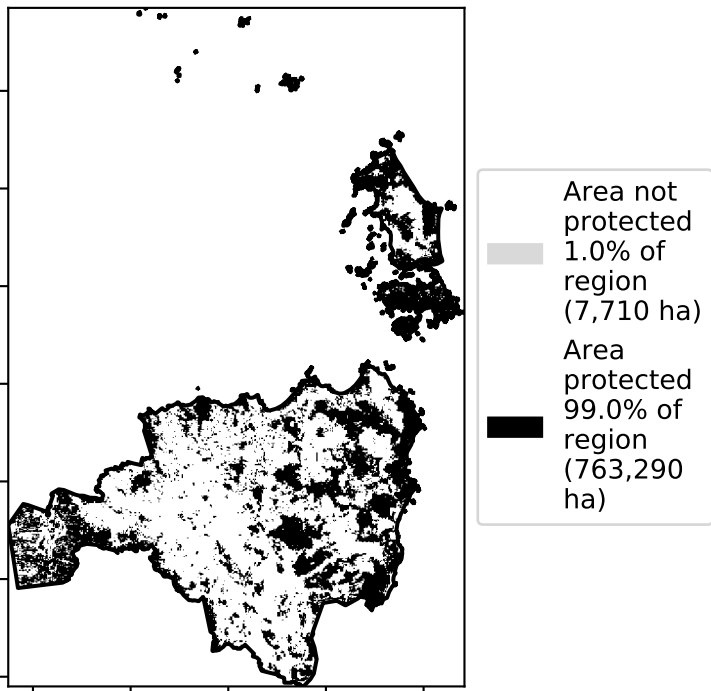 Area not
protected
1.0% of
region
(7,710 ha)
Area
protected
99.0% of
region
(763,290
ha)